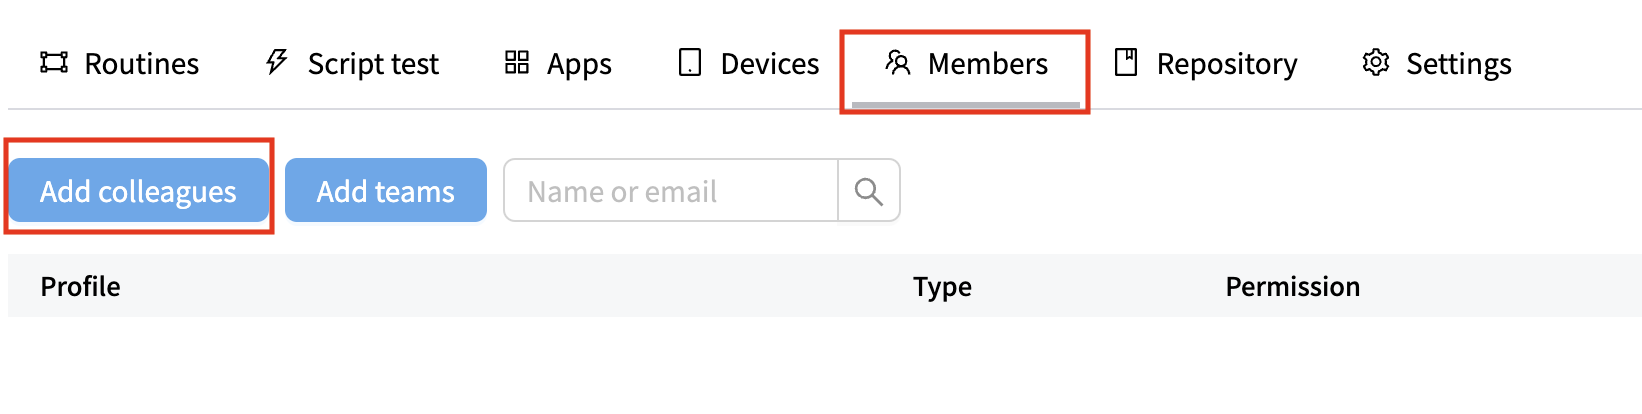 Routines Script test Apps Devices Members Repository Settings
Add colleagues Add teams Name or email
Profile Type Permission